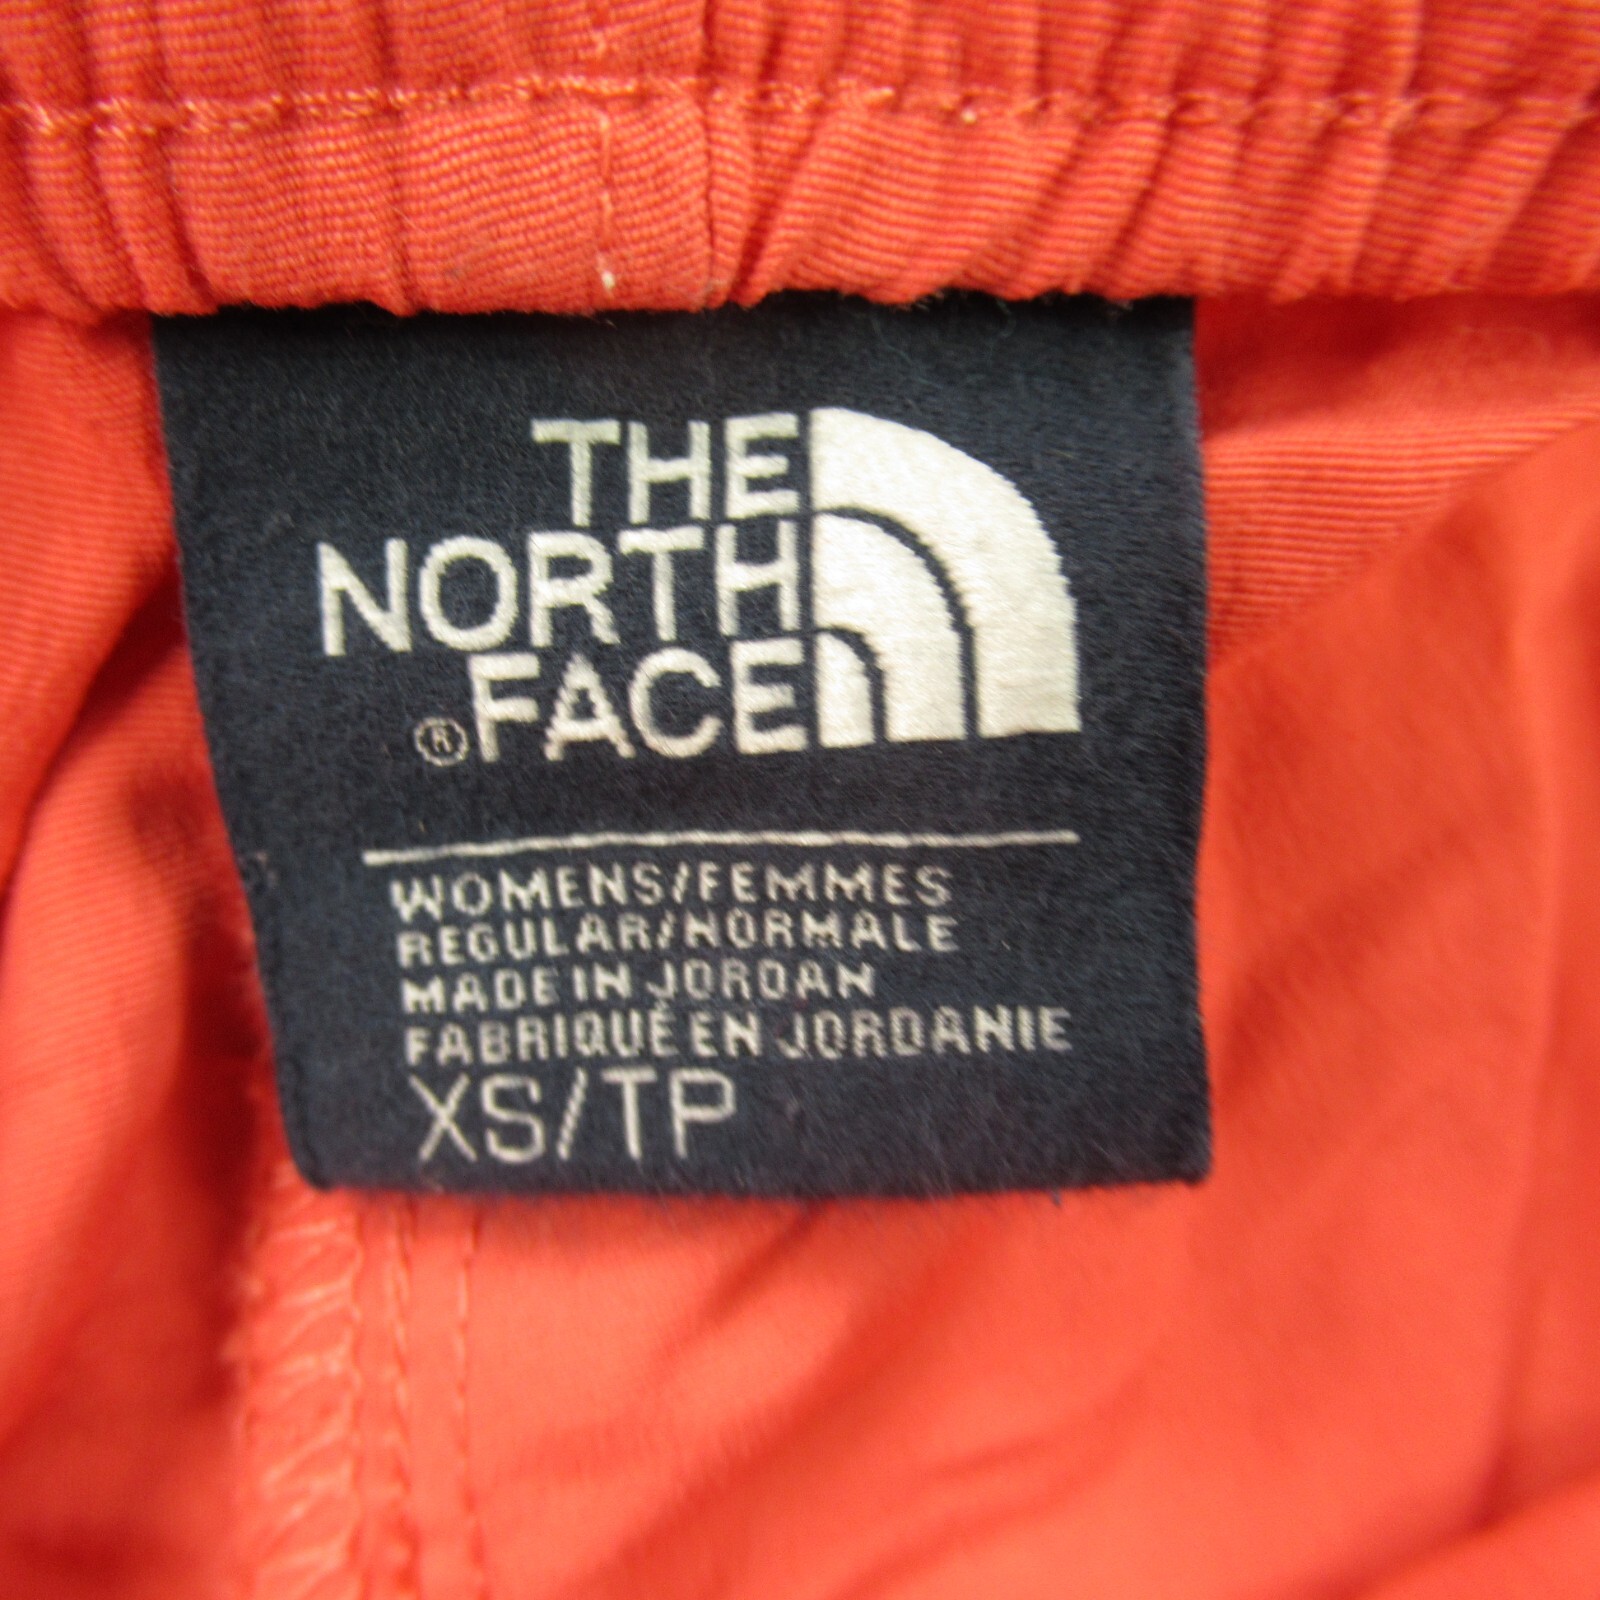 THE
NORTH
®FACE
WOMENS/FEMMES
REGULAR/NORMALE
MADE IN JORDAN
FABRIQUÉ EN JORDANIE
XS/TP